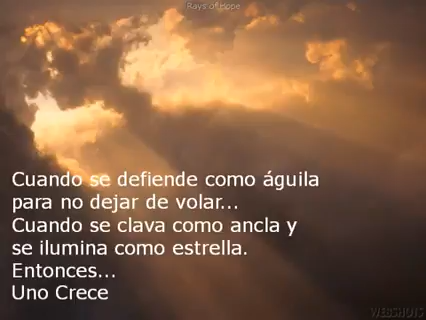 Rays of Hope
Cuando se defiende como águila
para no dejar de volar...
Cuando se clava como ancla y
se ilumina como estrella.
Entonces...
Uno Crece
WEBSHOTS